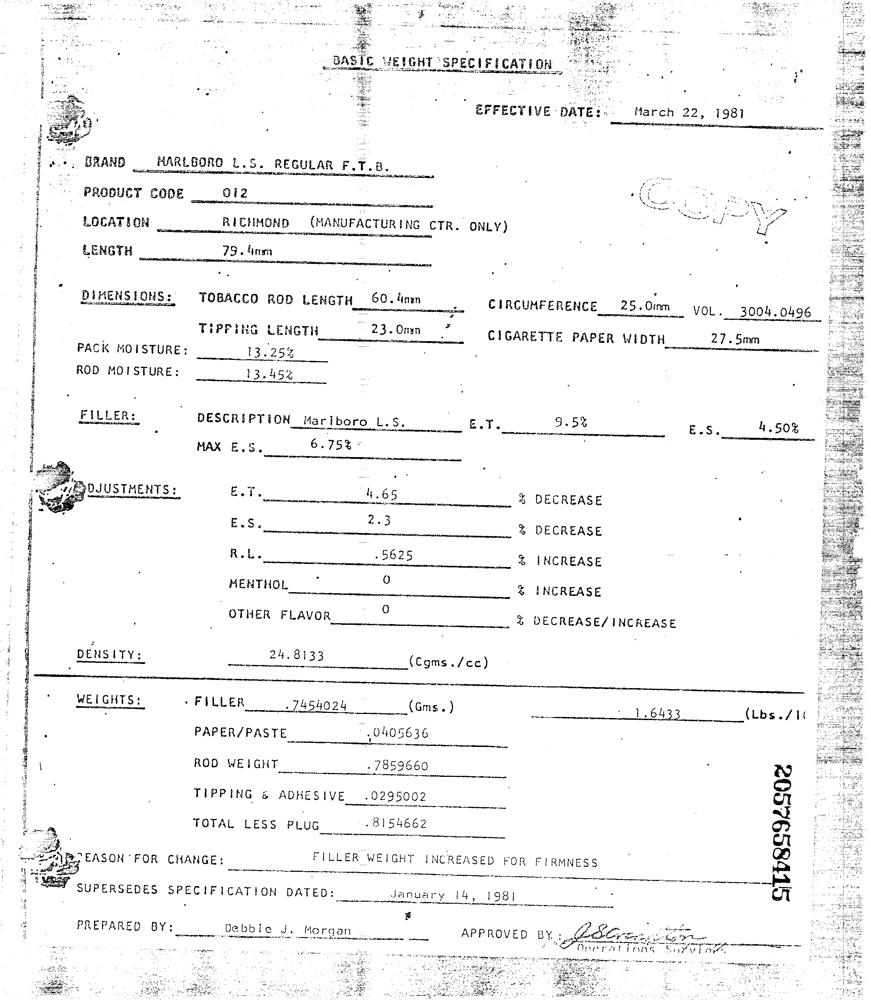 BASIC WEIGHT SPECIFICATION
EFFECTIVE DATE: March 22, 1981
BRAND MARLBORO L.S. REGULAR F.T.B.
PRODUCT CODE 012
COPY
LOCATION RICHMOND (MANUFACTURING CTR. ONLY)
LENGTH 79.4mm
DIMENSIONS: TOBACCO ROD LENGTH 60.4mm CIRCUMFERENCE 25.0mm VOL. 3004.0496
TIPPING LENGTH 23.0mm CIGARETTE PAPER WIDTH 27.5mm
PACK MOISTURE: 13.25%
ROD MOISTURE: 13.45%
FILLER: DESCRIPTION Marlboro L.S. E.T. 9.5% E.S. 4.50%
MAX E.S. 6.75%
DJUSTMENTS: E.T. 4.65 % DECREASE
E.S. 2.3 % DECREASE
R.L. .5625 % INCREASE
MENTHOL 0 % INCREASE
OTHER FLAVOR 0 % DECREASE/INCREASE
DENSITY: 24.8133 (Cgms./cc)
WEIGHTS: FILLER .7454024 (Gms.) 1.6433 (Lbs./1
PAPER/PASTE .0405636
ROD WEIGHT .7859660
TIPPING & ADHESIVE .0295002
TOTAL LESS PLUG .8154662
2057658415
EASON FOR CHANGE: FILLER WEIGHT INCREASED FOR FIRMNESS
SUPERSEDES SPECIFICATION DATED: January 14, 1981
PREPARED BY: Debbie J. Morgan APPROVED BY:
Operations